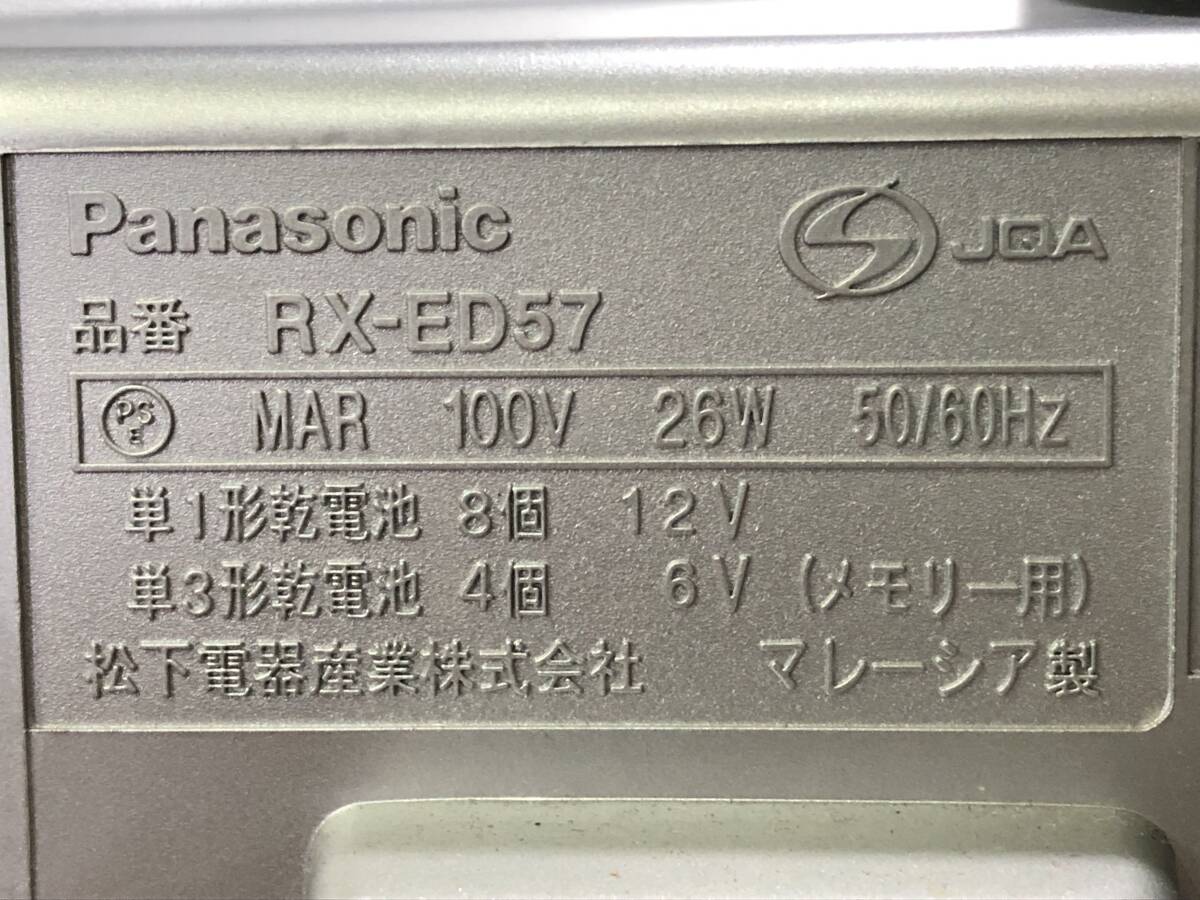 Panasonic JQA
品番 RX-ED57
PSE MAR 100V 26W 50/60Hz
単1形乾電池 8個 12V
単3形乾電池 4個 6V (メモリー用)
松下電器産業株式会社 マレーシア製